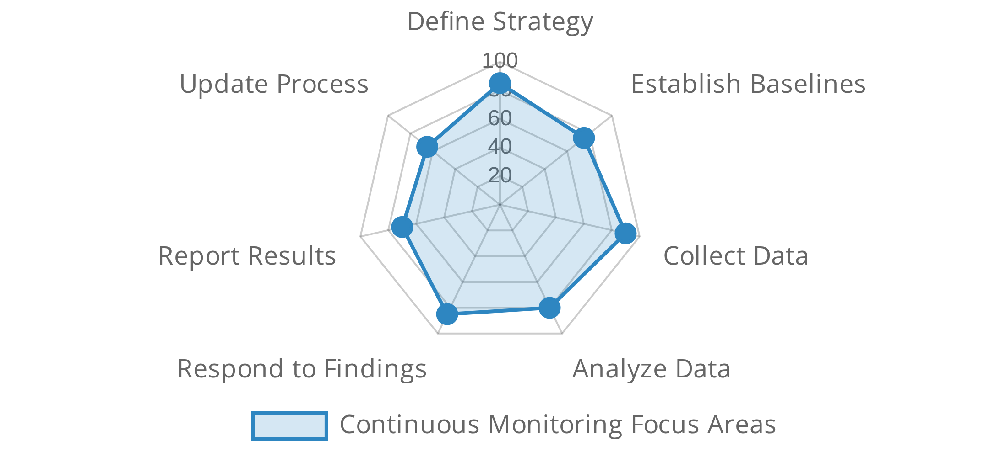 Define Strategy
100
Update Process
Establish Baselines
80
60
40
20
Report Results
Collect Data
Respond to Findings
Analyze Data
Continuous Monitoring Focus Areas